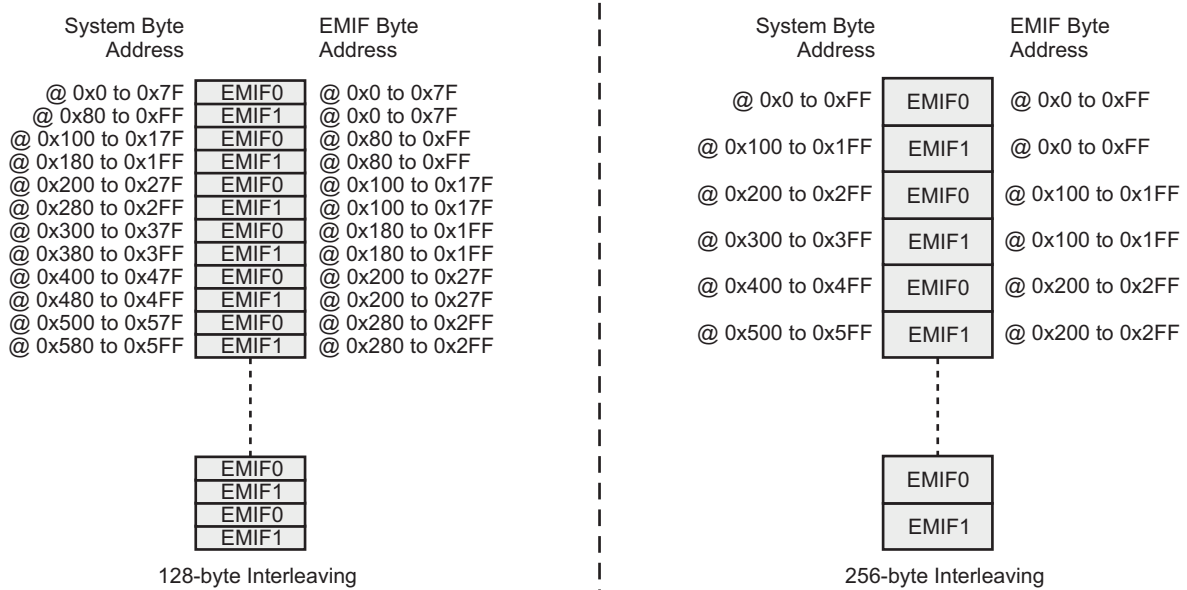 System Byte
Address
EMIF Byte
Address
@ 0x0 to 0x7F EMIF0 @ 0x0 to 0x7F
@ 0x80 to 0xFF EMIF1 @ 0x0 to 0x7F
@ 0x100 to 0x17F EMIF0 @ 0x80 to 0xFF
@ 0x180 to 0x1FF EMIF1 @ 0x80 to 0xFF
@ 0x200 to 0x27F EMIF0 @ 0x100 to 0x17F
@ 0x280 to 0x2FF EMIF1 @ 0x100 to 0x17F
@ 0x300 to 0x37F EMIF0 @ 0x180 to 0x1FF
@ 0x380 to 0x3FF EMIF1 @ 0x180 to 0x1FF
@ 0x400 to 0x47F EMIF0 @ 0x200 to 0x27F
@ 0x480 to 0x4FF EMIF1 @ 0x200 to 0x27F
@ 0x500 to 0x57F EMIF0 @ 0x280 to 0x2FF
@ 0x580 to 0x5FF EMIF1 @ 0x280 to 0x2FF
EMIF0
EMIF1
EMIF0
EMIF1
128-byte Interleaving
System Byte
Address
EMIF Byte
Address
@ 0x0 to 0xFF EMIF0 @ 0x0 to 0xFF
@ 0x100 to 0x1FF EMIF1 @ 0x0 to 0xFF
@ 0x200 to 0x2FF EMIF0 @ 0x100 to 0x1FF
@ 0x300 to 0x3FF EMIF1 @ 0x100 to 0x1FF
@ 0x400 to 0x4FF EMIF0 @ 0x200 to 0x2FF
@ 0x500 to 0x5FF EMIF1 @ 0x200 to 0x2FF
EMIF0
EMIF1
256-byte Interleaving